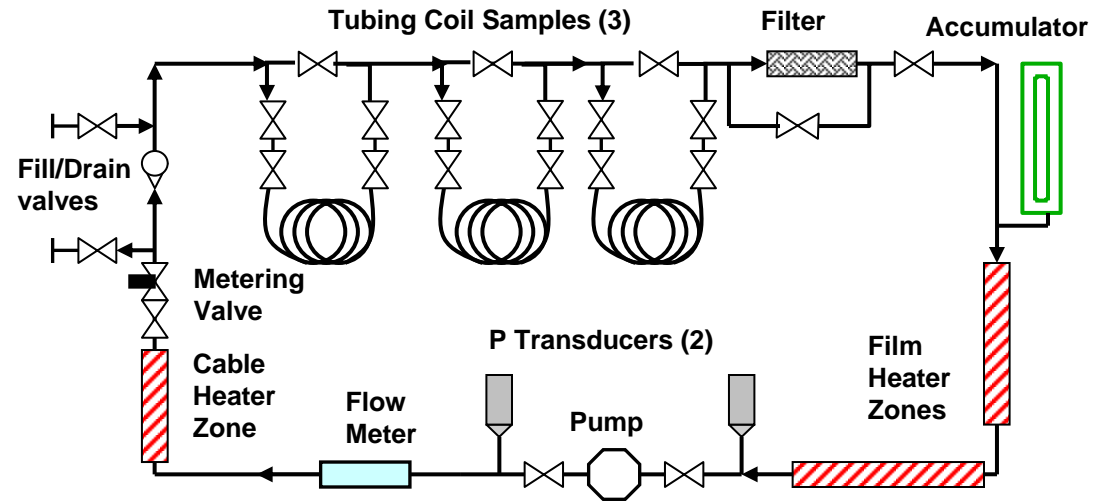 Tubing Coil Samples (3)
Filter
Accumulator
Fill/Drain
valves
Metering
Valve
P Transducers (2)
Cable
Heater
Zone
Flow
Meter
Pump
Film
Heater
Zones